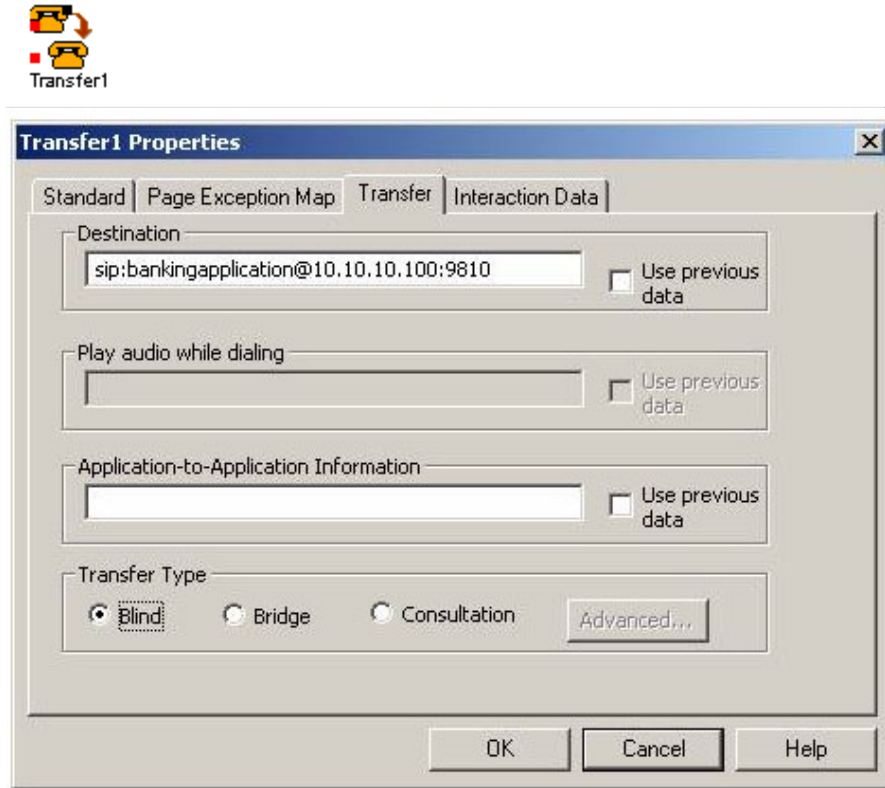 Transfer1
Transfer1 Properties
Standard Page Exception Map Transfer Interaction Data
Destination
sip:bankingapplication@10.10.10.100:9810
Use previous
data
Play audio while dialing
Use previous
data
Application-to-Application Information
Use previous
data
Transfer Type
Blind Bridge Consultation Advanced...
OK Cancel Help